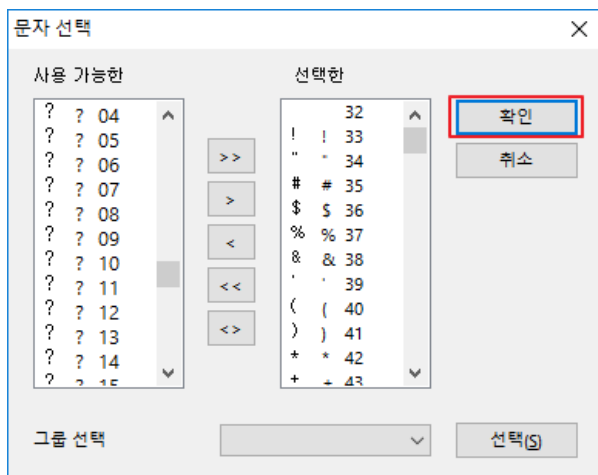 문자 선택
사용 가능한
선택한
? ? 04
? ? 05
? ? 06
? ? 07
? ? 08
? ? 09
? ? 10
? ? 11
? ? 12
? ? 13
? ? 14
? ? 15
>>
>
<
<<
<>
32
! ! 33
" " 34
# # 35
$ $ 36
% % 37
& & 38
' ' 39
( ( 40
) ) 41
* * 42
+ + 43
확인
취소
그룹 선택
선택(S)